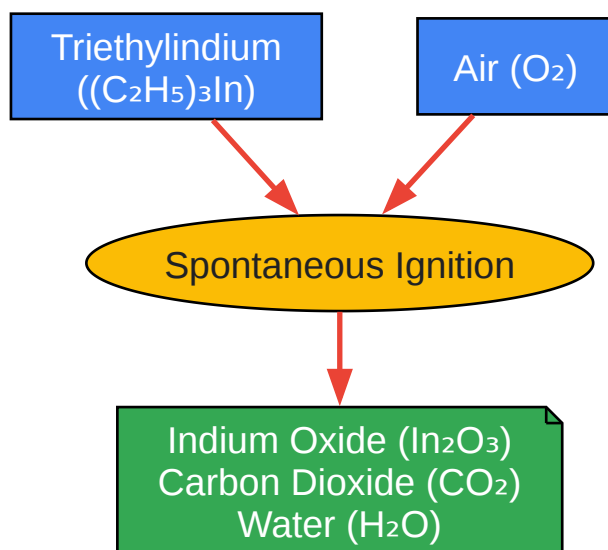 Triethylindium
((C₂H₅)₃In)
Air (O₂)
Spontaneous Ignition
Indium Oxide (In₂O₃)
Carbon Dioxide (CO₂)
Water (H₂O)